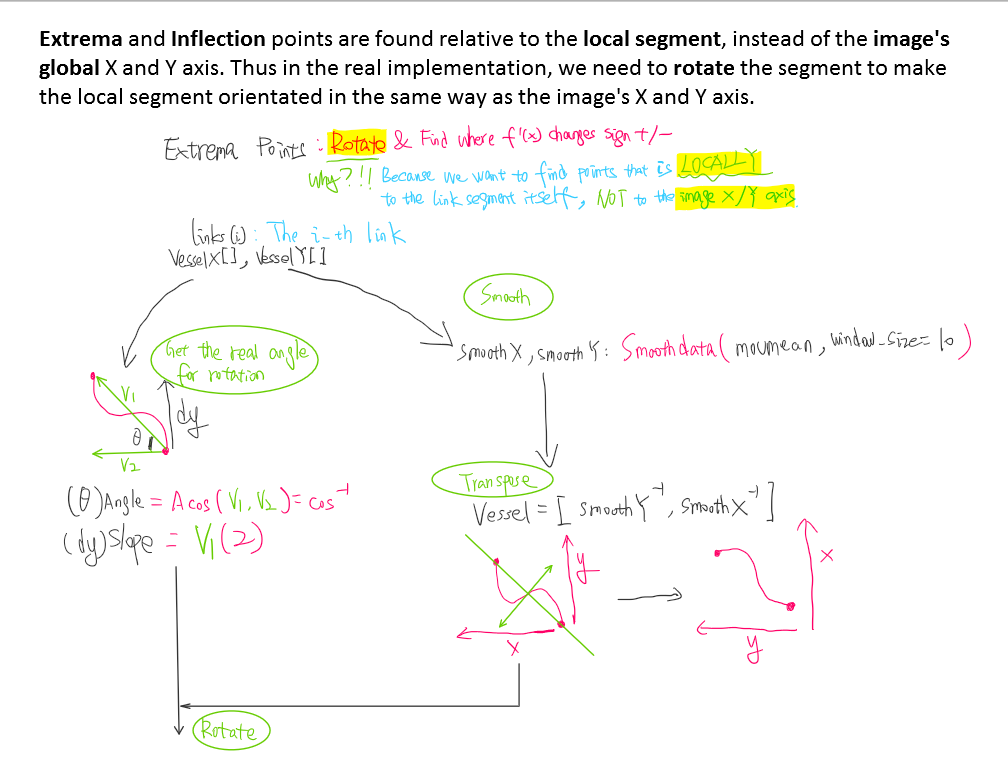 Extrema and Inflection points are found relative to the local segment, instead of the image's
global X and Y axis. Thus in the real implementation, we need to rotate the segment to make
the local segment orientated in the same way as the image's X and Y axis.
Extrema Points : Rotate & Find where f'(x) changes sign +/-
Why?!! Because we want to find points that is LOCALLY
to the link segment itself, NOT to the image X/Y axis.
links(i) : The i-th link
VesselX[], VesselY[]
Smooth
SmoothX, SmoothY: Smoothdata(movmean, window_size=10)
Get the real angle
for rotation
V1
dy
θ
V2
Transpose
(θ)Angle = Acos(V1, V2)=cos⁻¹
Vessel = [SmoothY⁻¹, SmoothX⁻¹]
(dy)Slope = V1(2)
y
x
x
y
Rotate